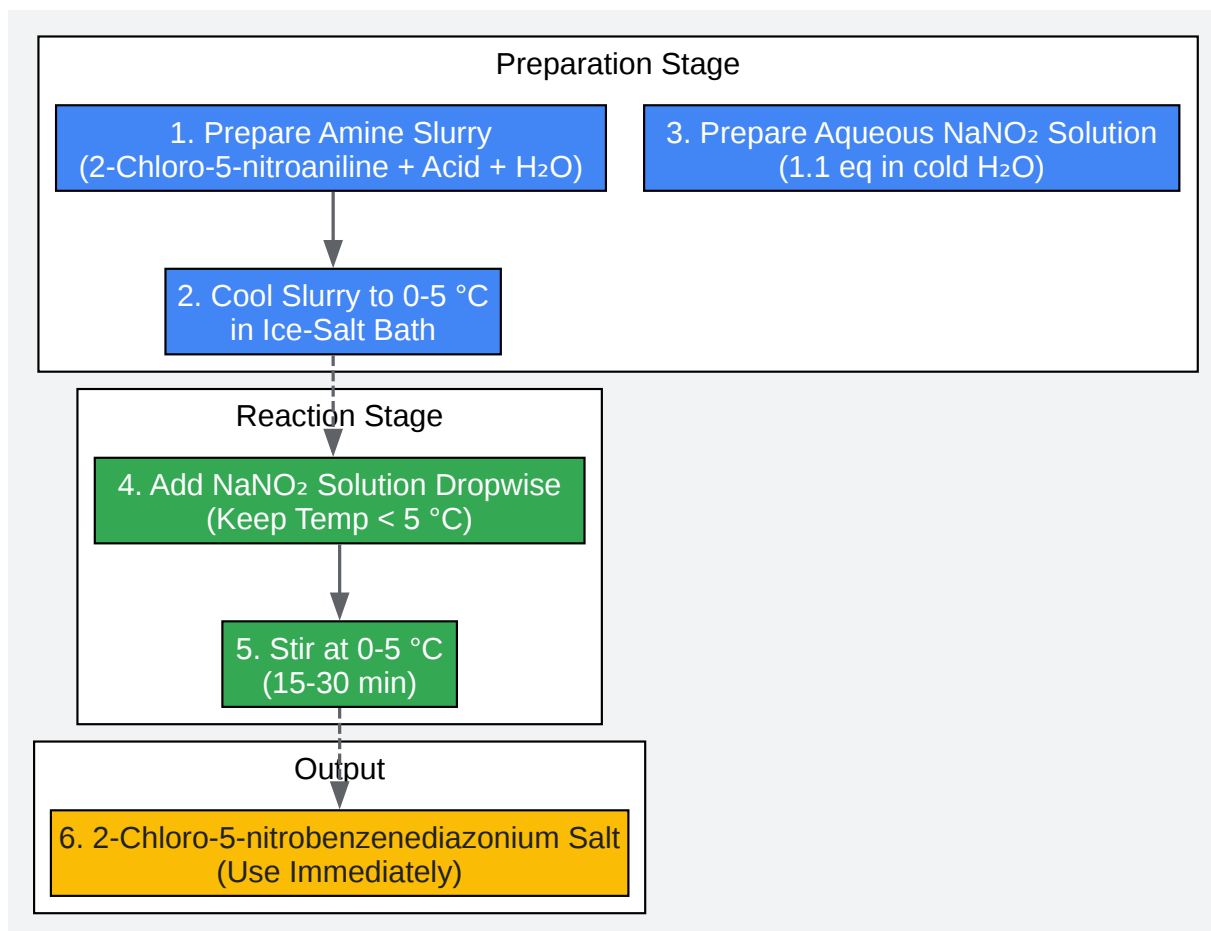 Preparation Stage
1. Prepare Amine Slurry
(2-Chloro-5-nitroaniline + Acid + H₂O)
3. Prepare Aqueous NaNO₂ Solution
(1.1 eq in cold H₂O)
2. Cool Slurry to 0-5 °C
in Ice-Salt Bath
Reaction Stage
4. Add NaNO₂ Solution Dropwise
(Keep Temp < 5 °C)
5. Stir at 0-5 °C
(15-30 min)
Output
6. 2-Chloro-5-nitrobenzenediazonium Salt
(Use Immediately)